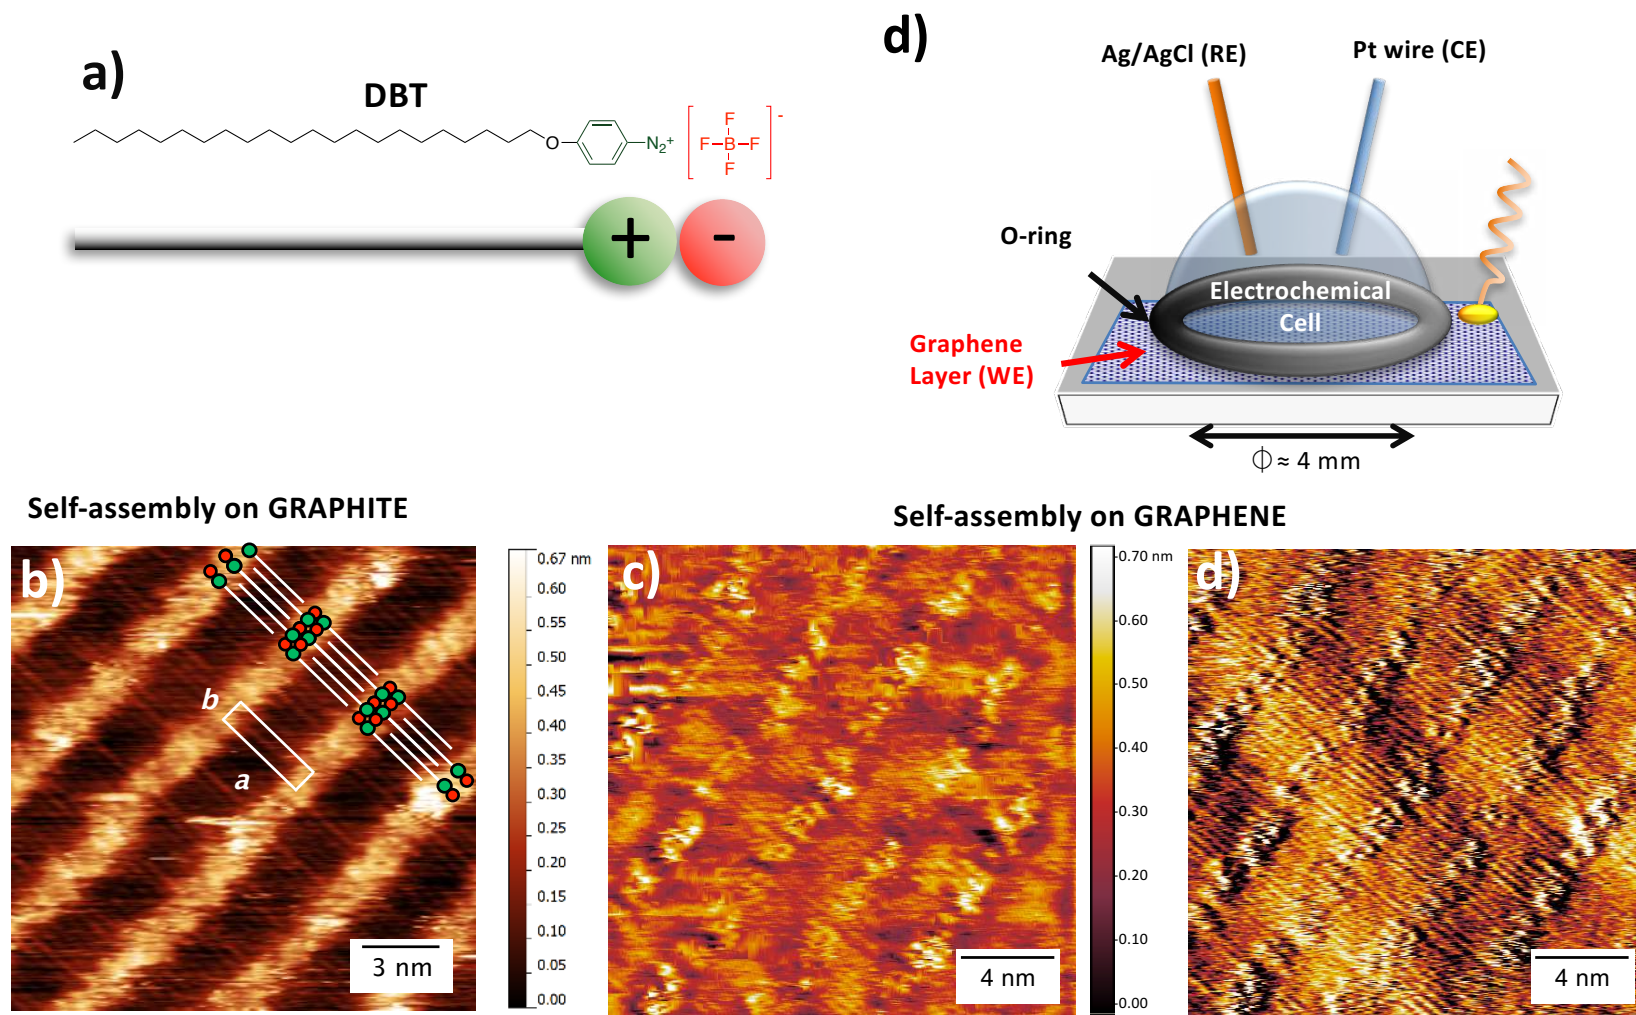 a)
DBT
O
N₂⁺
F
F–B–F
F
-
+
-
d)
Ag/AgCl (RE)
Pt wire (CE)
O-ring
Electrochemical
Cell
Graphene
Layer (WE)
Φ ≈ 4 mm
Self-assembly on GRAPHITE
b)
b
a
3 nm
0.67 nm
0.60
0.55
0.50
0.45
0.40
0.35
0.30
0.25
0.20
0.15
0.10
0.05
0.00
Self-assembly on GRAPHENE
c)
4 nm
0.70 nm
0.60
0.50
0.40
0.30
0.20
0.10
0.00
d)
4 nm